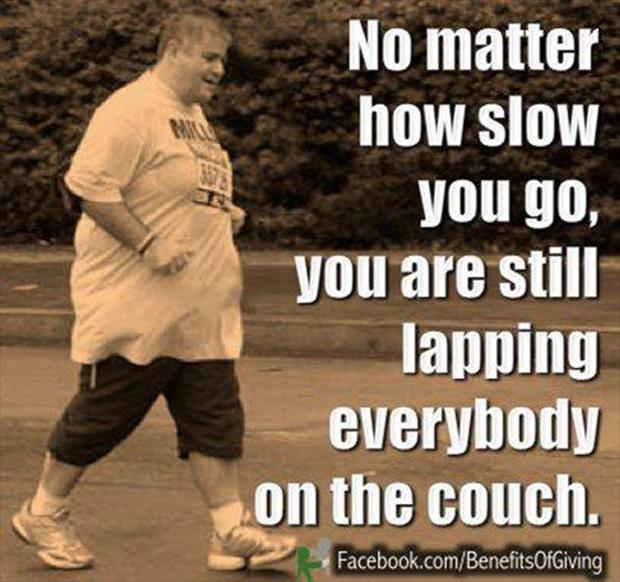 No matter
how slow
you go,
you are still
lapping
everybody
on the couch.
Facebook.com/BenefitsOfGiving